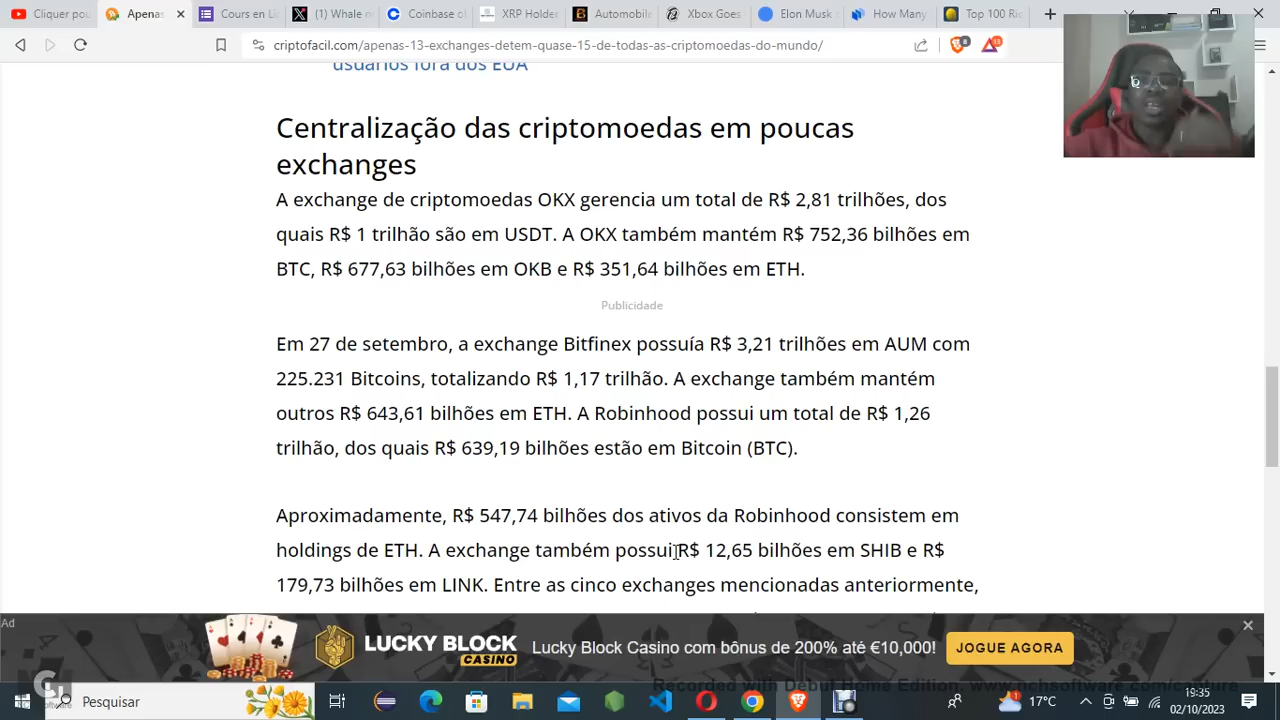 Cliquer pou
Apenas
Cours en Li
(1) Whale
Coinbase o
XRP Holder
Automobile
Xbox Goes
Elon Musk s
How Many
Top 100 Ric
criptofacil.com/apenas-13-exchanges-detem-quase-15-de-todas-as-criptomoedas-do-mundo/
usuários fora dos EUA
Centralização das criptomoedas em poucas
exchanges
A exchange de criptomoedas OKX gerencia um total de R$ 2,81 trilhões, dos
quais R$ 1 trilhão são em USDT. A OKX também mantém R$ 752,36 bilhões em
BTC, R$ 677,63 bilhões em OKB e R$ 351,64 bilhões em ETH.
Publicidade
Em 27 de setembro, a exchange Bitfinex possuía R$ 3,21 trilhões em AUM com
225.231 Bitcoins, totalizando R$ 1,17 trilhão. A exchange também mantém
outros R$ 643,61 bilhões em ETH. A Robinhood possui um total de R$ 1,26
trilhão, dos quais R$ 639,19 bilhões estão em Bitcoin (BTC).
Aproximadamente, R$ 547,74 bilhões dos ativos da Robinhood consistem em
holdings de ETH. A exchange também possui R$ 12,65 bilhões em SHIB e R$
179,73 bilhões em LINK. Entre as cinco exchanges mencionadas anteriormente,
Ad
LUCKY BLOCK
CASINO
Lucky Block Casino com bônus de 200% até €10,000!
JOGUE AGORA
Recorded with Debut Home Edition. www.nchsoftware.com/capture
Pesquisar
17°C
19:35
02/10/2023